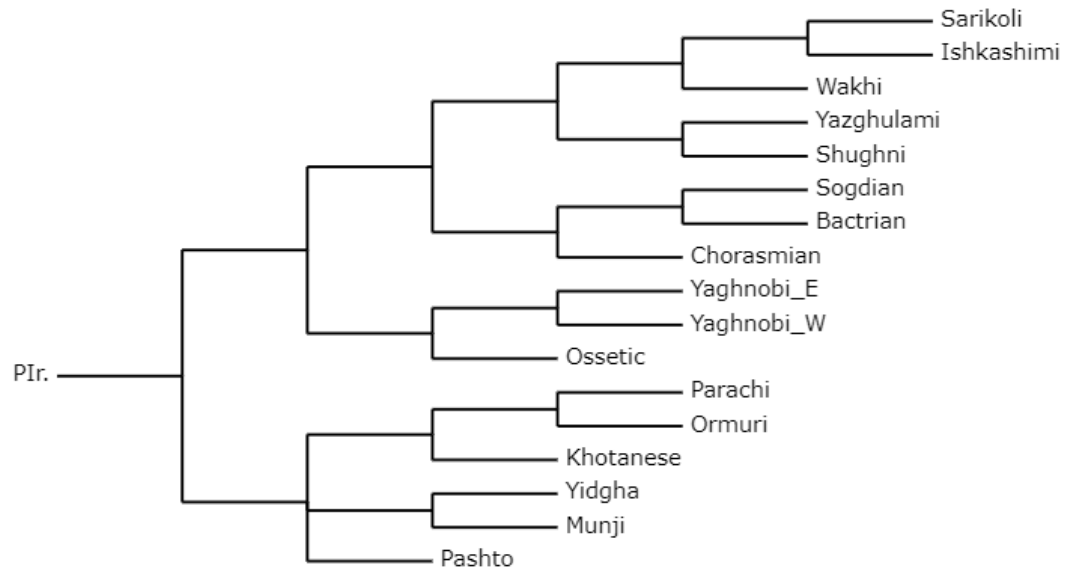 Sarikoli
Ishkashimi
Wakhi
Yazghulami
Shughni
Sogdian
Bactrian
Chorasmian
Yaghnobi_E
Yaghnobi_W
Ossetic
PIr.
Parachi
Ormuri
Khotanese
Yidgha
Munji
Pashto